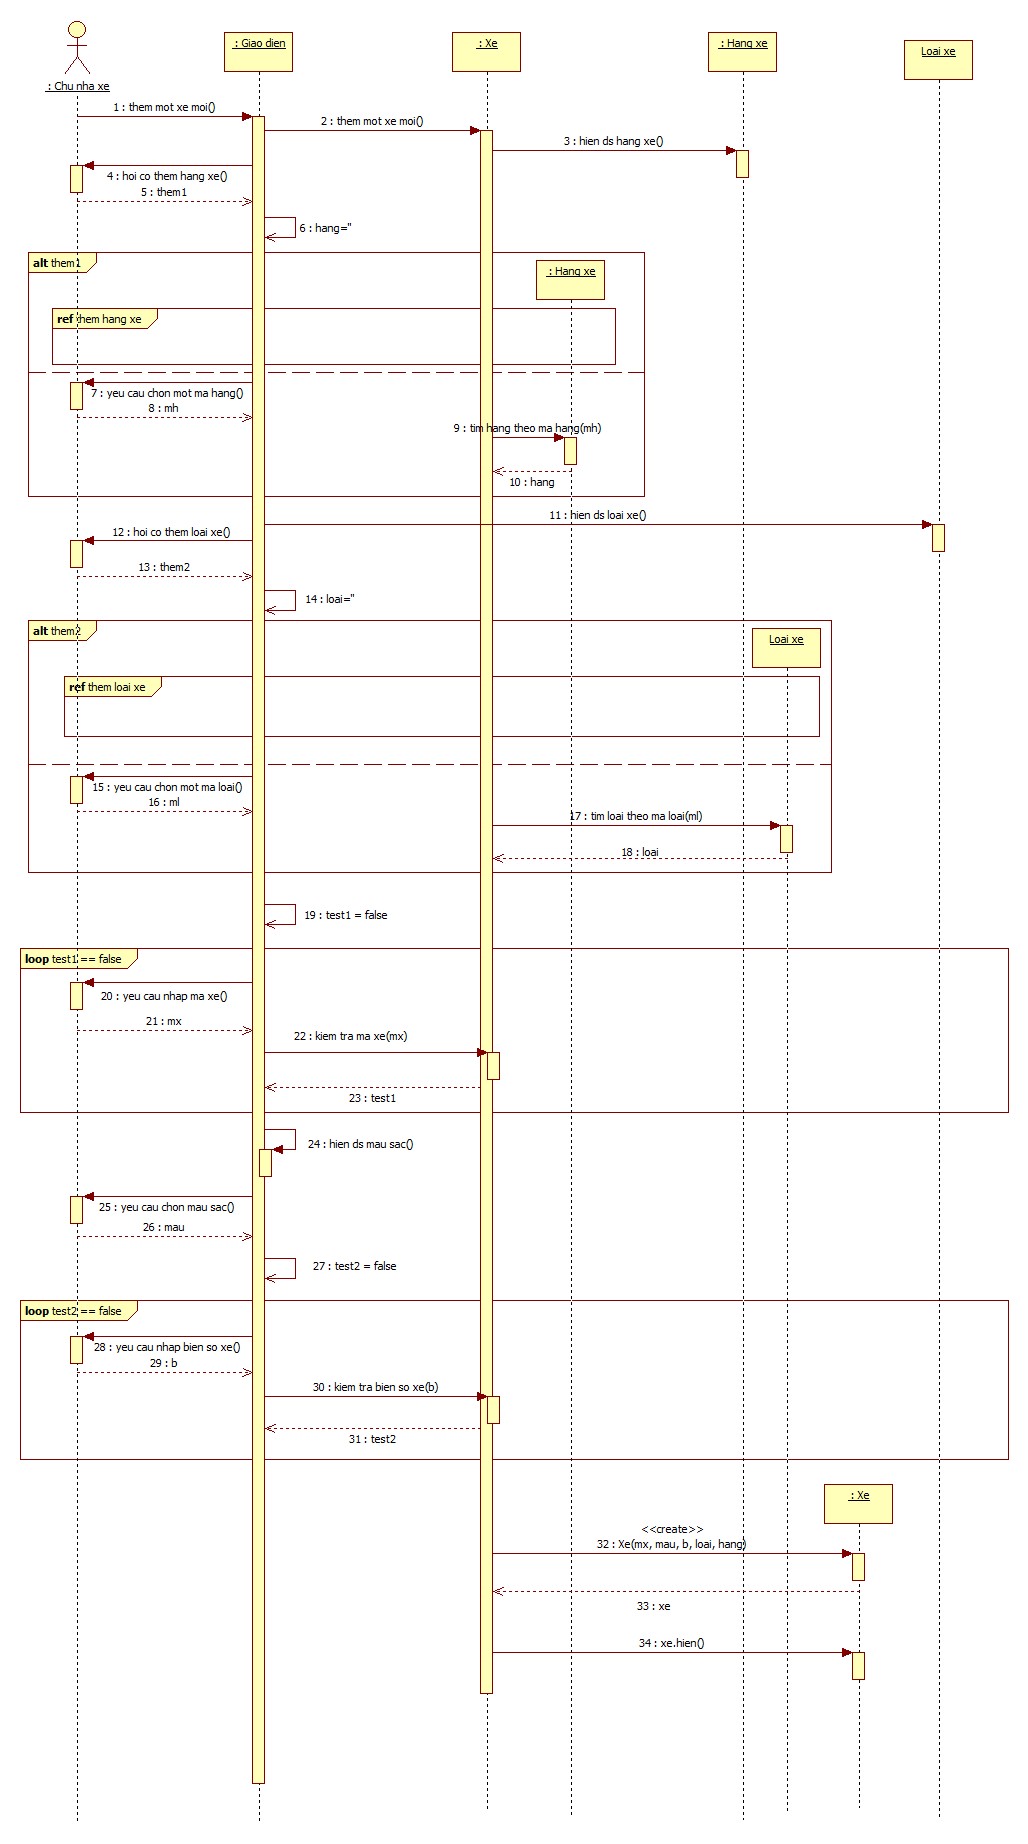 : Giao dien
: Xe
: Hang xe
Loai xe
: Chu nha xe
1 : them mot xe moi()
2 : them mot xe moi()
3 : hien ds hang xe()
4 : hoi co them hang xe()
5 : them1
6 : hang=''
alt them1
: Hang xe
ref them hang xe
7 : yeu cau chon mot ma hang()
8 : mh
9 : tim hang theo ma hang(mh)
10 : hang
11 : hien ds loai xe()
12 : hoi co them loai xe()
13 : them2
14 : loai=''
alt them2
Loai xe
ref them loai xe
15 : yeu cau chon mot ma loai()
16 : ml
17 : tim loai theo ma loai(ml)
18 : loai
19 : test1 = false
loop test1 == false
20 : yeu cau nhap ma xe()
21 : mx
22 : kiem tra ma xe(mx)
23 : test1
24 : hien ds mau sac()
25 : yeu cau chon mau sac()
26 : mau
27 : test2 = false
loop test2 == false
28 : yeu cau nhap bien so xe()
29 : b
30 : kiem tra bien so xe(b)
31 : test2
: Xe
<<create>>
32 : Xe(mx, mau, b, loai, hang)
33 : xe
34 : xe.hien()